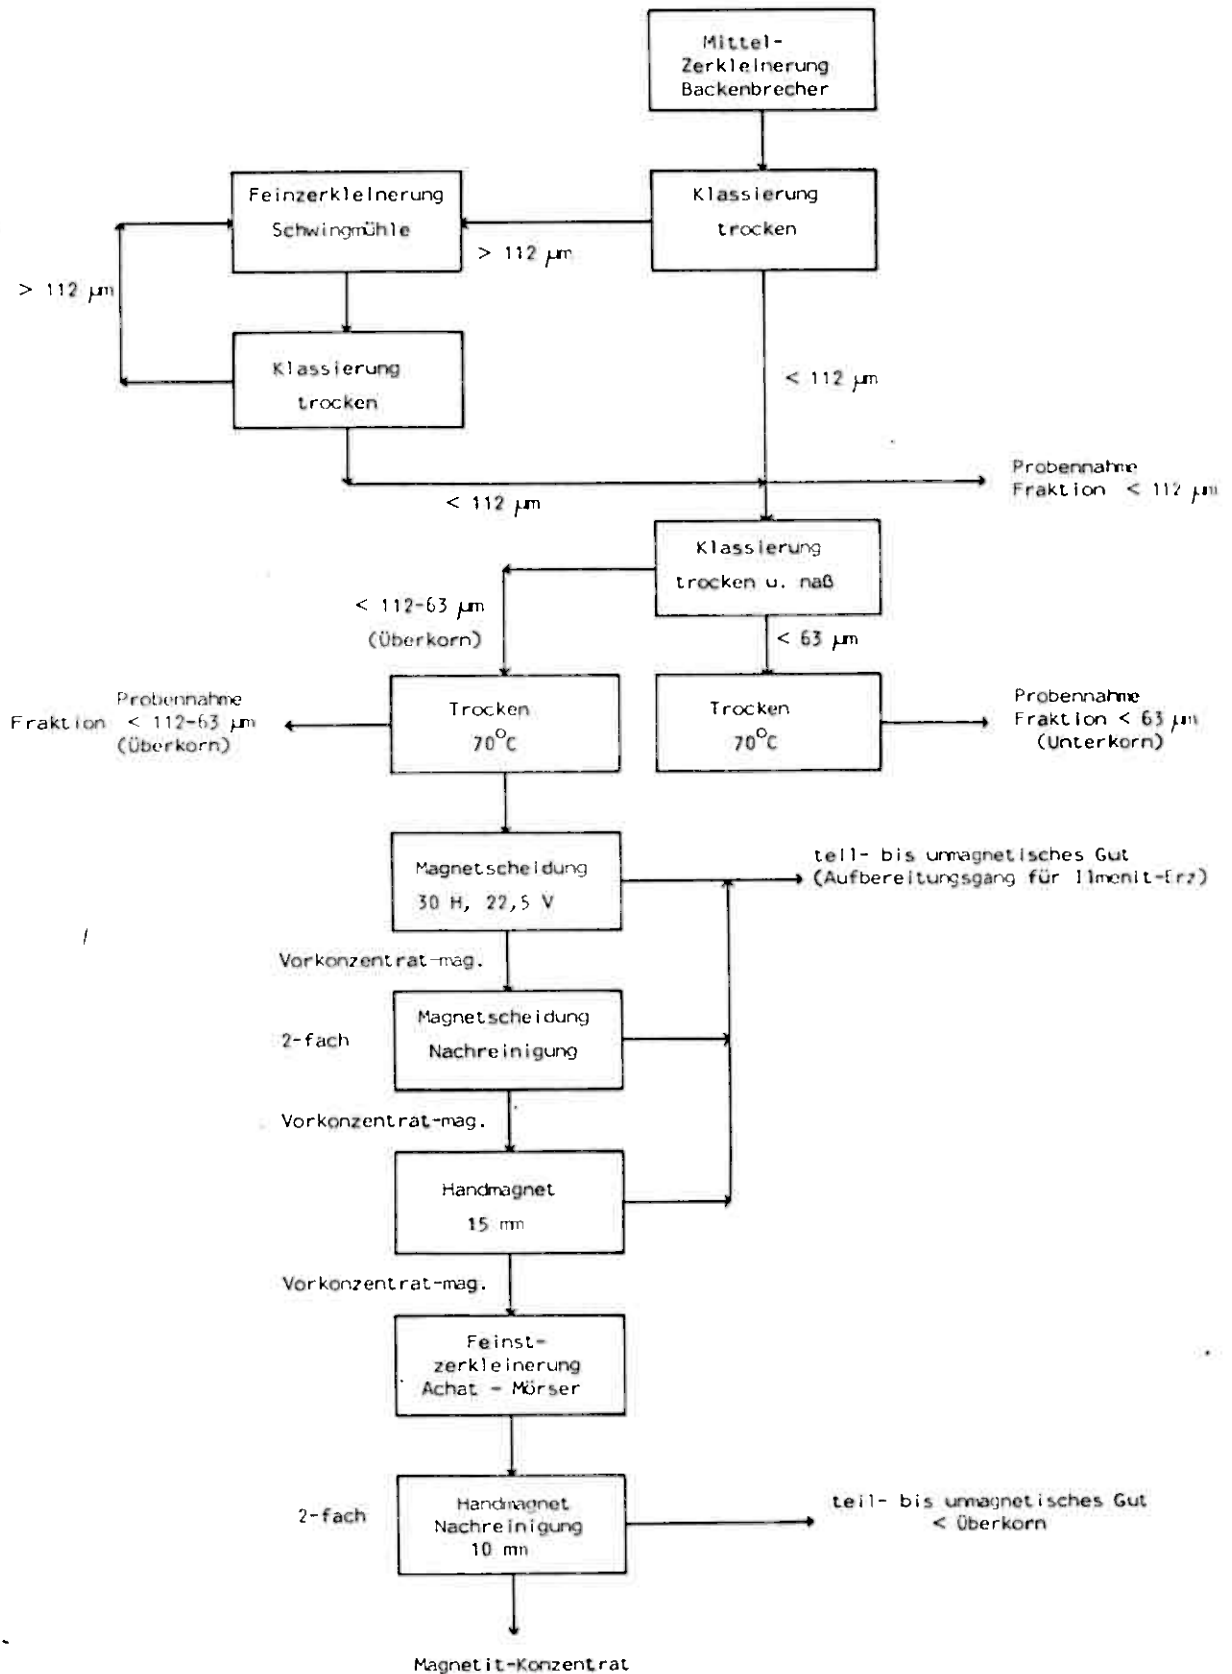 Mittel-
Zerkleinerung
Backenbrecher
Feinzerkleinerung
Schwingmühle
Klassierung
trocken
> 112 µm
> 112 µm
Klassierung
trocken
< 112 µm
< 112 µm
Probennahme
Fraktion < 112 µm
Klassierung
trocken u. naß
< 112-63 µm
(Überkorn)
< 63 µm
Probennahme
Fraktion < 112-63 µm
(Überkorn)
Trocken
70°C
Trocken
70°C
Probennahme
Fraktion < 63 µm
(Unterkorn)
Magnetscheidung
30 H, 22,5 V
teil- bis unmagnetisches Gut
(Aufbereitungsgang für Ilmenit-Erz)
Vorkonzentrat-mag.
2-fach
Magnetscheidung
Nachreinigung
Vorkonzentrat-mag.
Handmagnet
15 mm
Vorkonzentrat-mag.
Feinst-
zerkleinerung
Achat - Mörser
2-fach
Handmagnet
Nachreinigung
10 mm
teil- bis unmagnetisches Gut
< Überkorn
Magnetit-Konzentrat